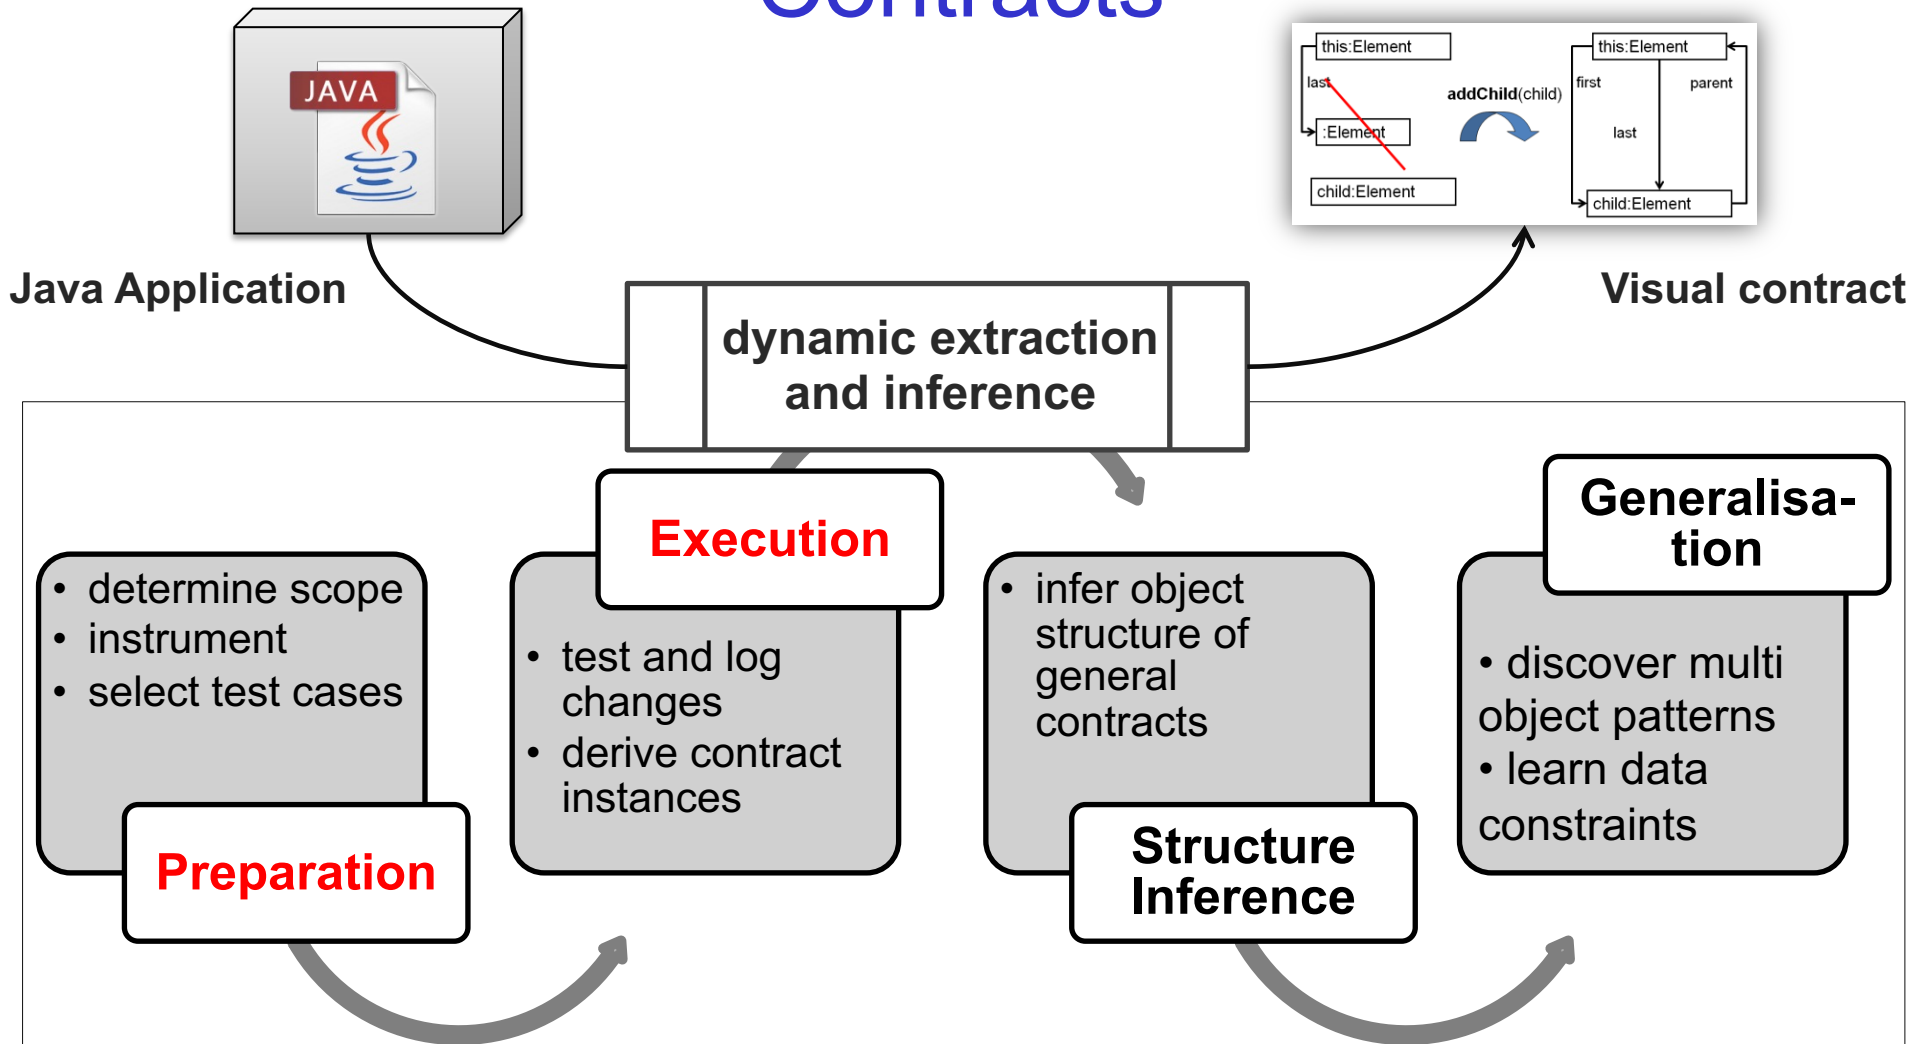 Contracts
JAVA
this:Element
last
:Element
child:Element
addChild(child)
this:Element
first
parent
last
child:Element
Java Application
Visual contract
dynamic extraction
and inference
• determine scope
• instrument
• select test cases
Preparation
Execution
• test and log
changes
• derive contract
instances
• infer object
structure of
general
contracts
Structure
Inference
Generalisa-
tion
• discover multi
object patterns
• learn data
constraints